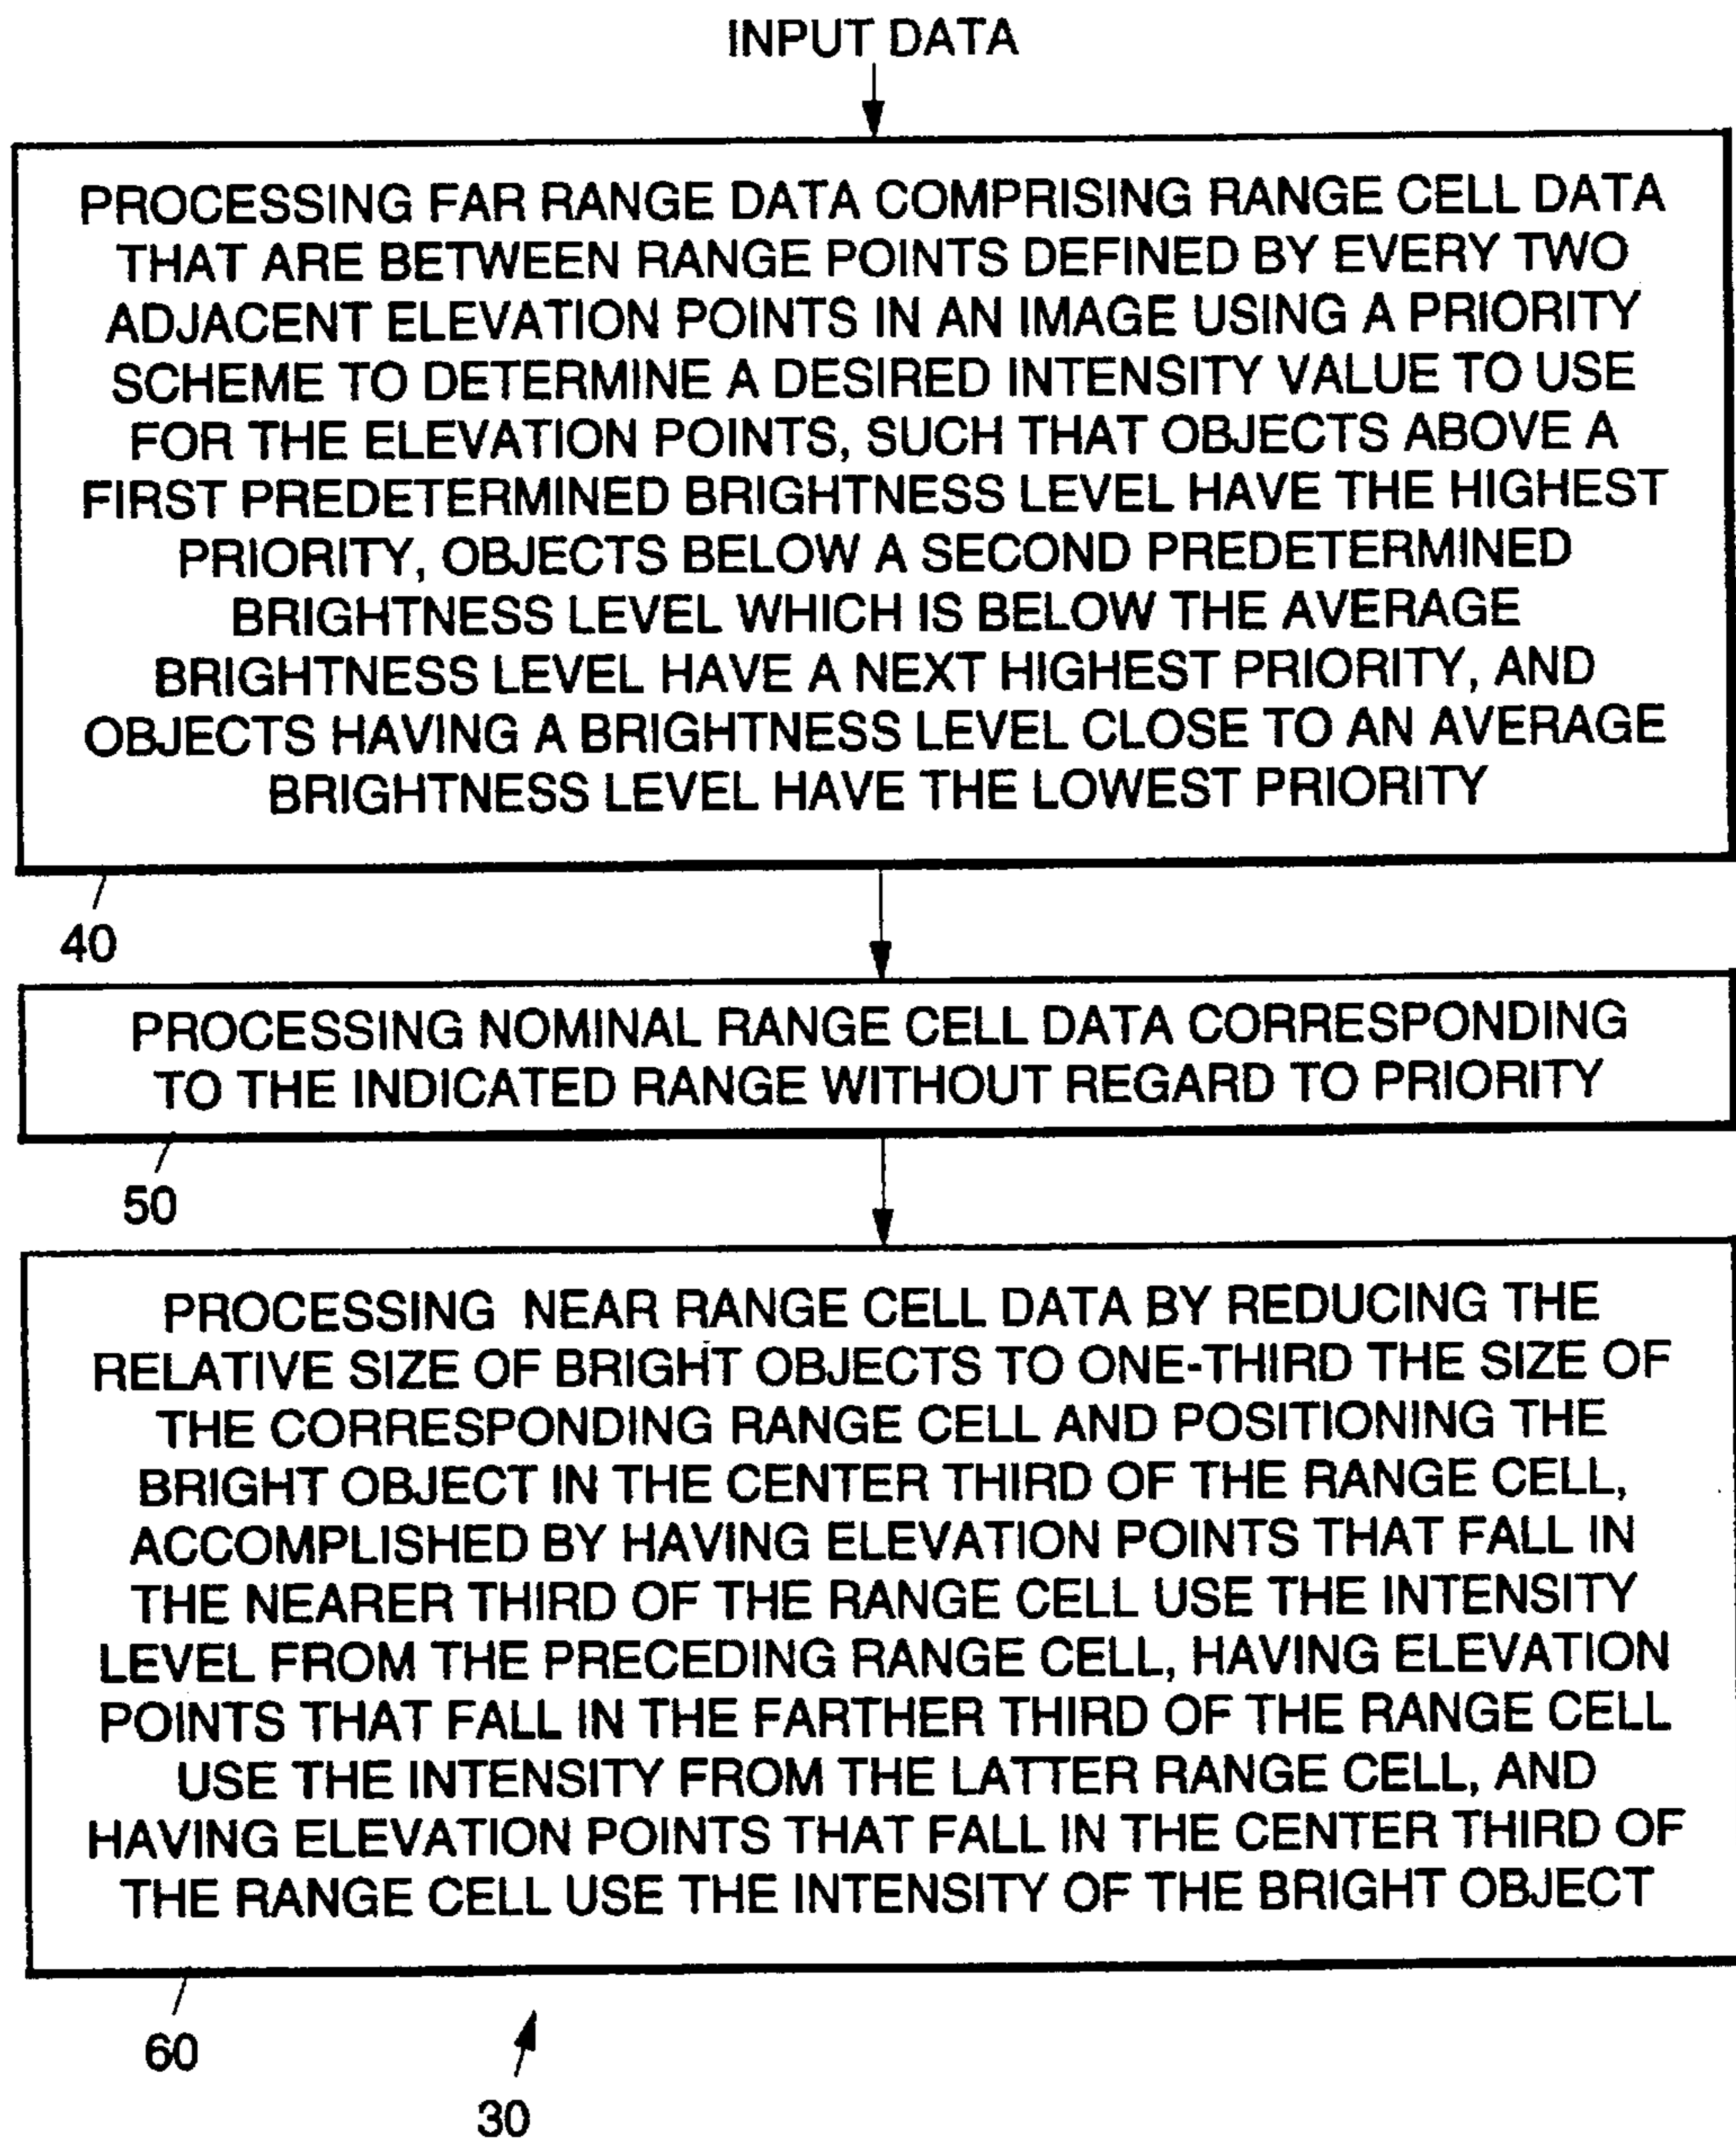 INPUT DATA
PROCESSING FAR RANGE DATA COMPRISING RANGE CELL DATA
THAT ARE BETWEEN RANGE POINTS DEFINED BY EVERY TWO
ADJACENT ELEVATION POINTS IN AN IMAGE USING A PRIORITY
SCHEME TO DETERMINE A DESIRED INTENSITY VALUE TO USE
FOR THE ELEVATION POINTS, SUCH THAT OBJECTS ABOVE A
FIRST PREDETERMINED BRIGHTNESS LEVEL HAVE THE HIGHEST
PRIORITY, OBJECTS BELOW A SECOND PREDETERMINED
BRIGHTNESS LEVEL WHICH IS BELOW THE AVERAGE
BRIGHTNESS LEVEL HAVE A NEXT HIGHEST PRIORITY, AND
OBJECTS HAVING A BRIGHTNESS LEVEL CLOSE TO AN AVERAGE
BRIGHTNESS LEVEL HAVE THE LOWEST PRIORITY
40
PROCESSING NOMINAL RANGE CELL DATA CORRESPONDING
TO THE INDICATED RANGE WITHOUT REGARD TO PRIORITY
50
PROCESSING NEAR RANGE CELL DATA BY REDUCING THE
RELATIVE SIZE OF BRIGHT OBJECTS TO ONE-THIRD THE SIZE OF
THE CORRESPONDING RANGE CELL AND POSITIONING THE
BRIGHT OBJECT IN THE CENTER THIRD OF THE RANGE CELL,
ACCOMPLISHED BY HAVING ELEVATION POINTS THAT FALL IN
THE NEARER THIRD OF THE RANGE CELL USE THE INTENSITY
LEVEL FROM THE PRECEDING RANGE CELL, HAVING ELEVATION
POINTS THAT FALL IN THE FARTHER THIRD OF THE RANGE CELL
USE THE INTENSITY FROM THE LATTER RANGE CELL, AND
HAVING ELEVATION POINTS THAT FALL IN THE CENTER THIRD OF
THE RANGE CELL USE THE INTENSITY OF THE BRIGHT OBJECT
60
30